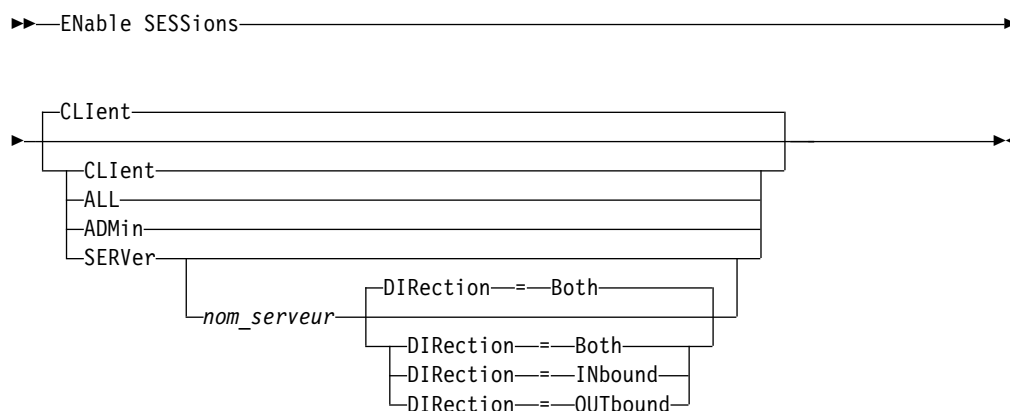 ENable SESSions
CLIent
CLIent
ALL
ADMin
SERVer
DIRection = Both
nom_serveur
DIRection = Both
DIRection = INbound
DIRection = OUTbound